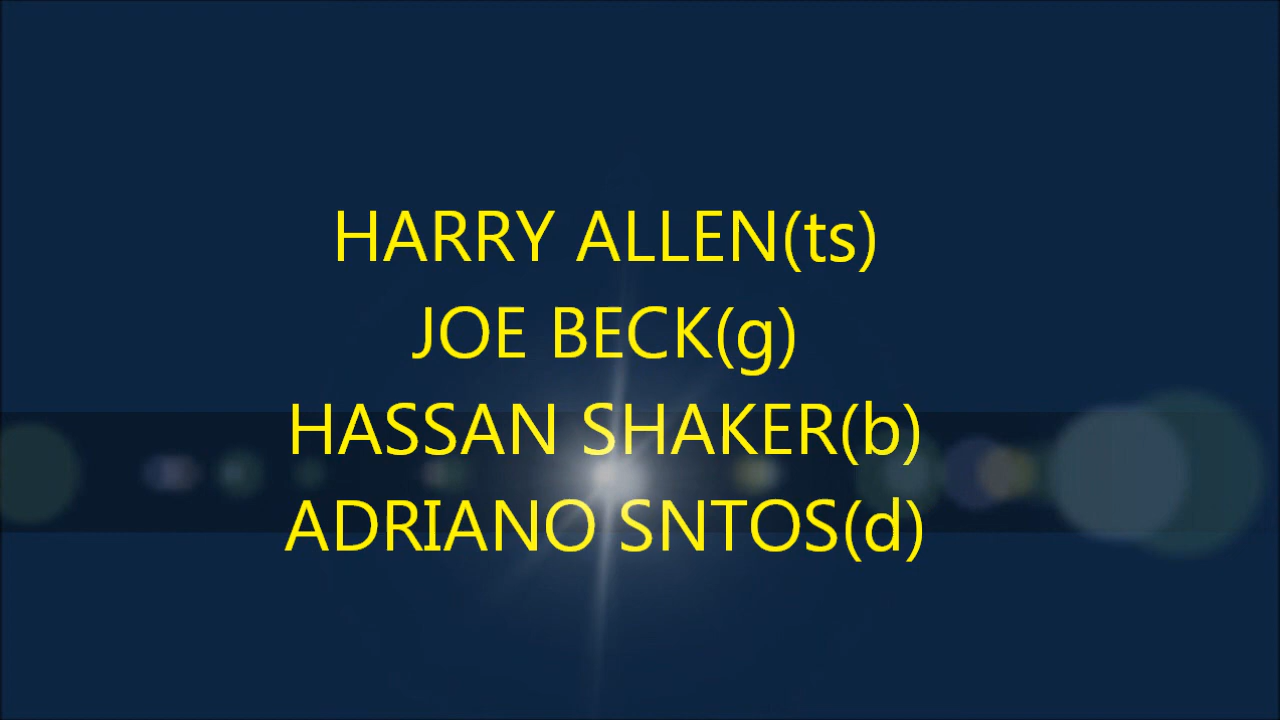 HARRY ALLEN(ts)
JOE BECK(g)
HASSAN SHAKER(b)
ADRIANO SNTOS(d)